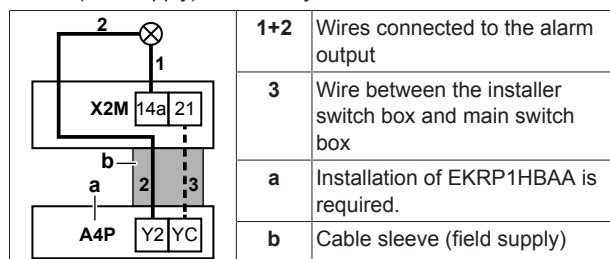 2
1
X2M 14a 21
b
2 3
a
A4P Y2 YC
1+2 Wires connected to the alarm
output
3 Wire between the installer
switch box and main switch
box
a Installation of EKRP1HBAA is
required.
b Cable sleeve (field supply)